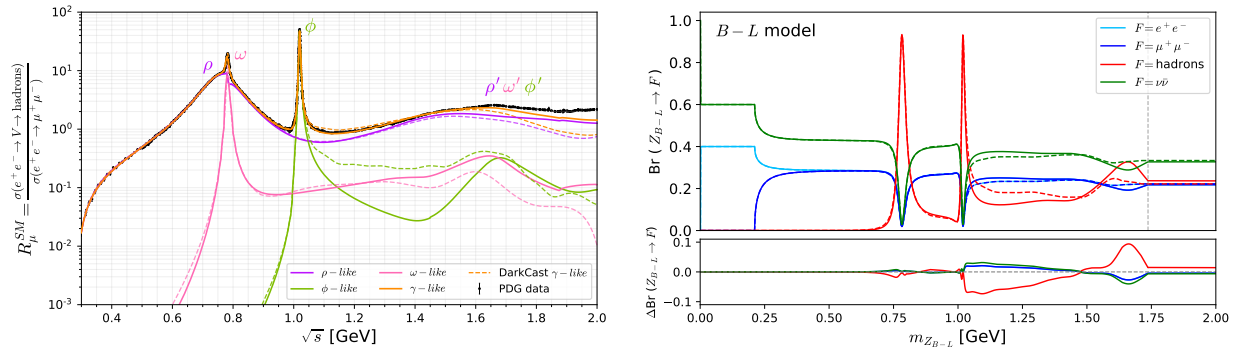 R_μ^{SM} = σ(e⁺e⁻ → V → hadrons) / σ(e⁺e⁻ → μ⁺μ⁻)
10²
10¹
10⁰
10⁻¹
10⁻²
10⁻³
ρ
ω
ϕ
ρ′ ω′ ϕ′
ρ − like
ϕ − like
ω − like
γ − like
DarkCast γ − like
PDG data
0.4 0.6 0.8 1.0 1.2 1.4 1.6 1.8 2.0
√s [GeV]
B − L model
Br ( Z_{B−L} → F)
1.0
0.8
0.6
0.4
0.2
0.0
F = e⁺e⁻
F = μ⁺μ⁻
F = hadrons
F = νν̄
ΔBr (Z_{B−L} → F)
0.1
0.0
−0.1
0.00 0.25 0.50 0.75 1.00 1.25 1.50 1.75 2.00
m_{Z_{B−L}} [GeV]